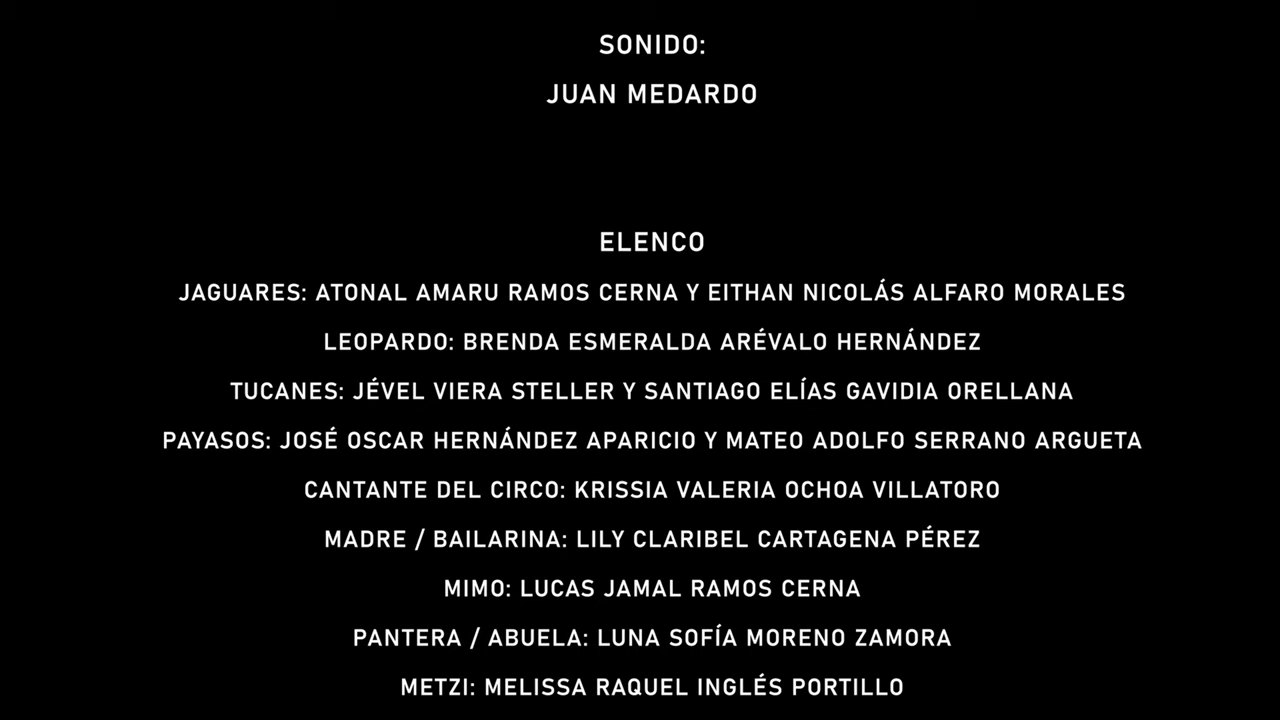 SONIDO:
JUAN MEDARDO
ELENCO
JAGUARES: ATONAL AMARU RAMOS CERNA Y EITHAN NICOLÁS ALFARO MORALES
LEOPARDO: BRENDA ESMERALDA ARÉVALO HERNÁNDEZ
TUCANES: JÉVEL VIERA STELLER Y SANTIAGO ELÍAS GAVIDIA ORELLANA
PAYASOS: JOSÉ OSCAR HERNÁNDEZ APARICIO Y MATEO ADOLFO SERRANO ARGUETA
CANTANTE DEL CIRCO: KRISSIA VALERIA OCHOA VILLATORO
MADRE / BAILARINA: LILY CLARIBEL CARTAGENA PÉREZ
MIMO: LUCAS JAMAL RAMOS CERNA
PANTERA / ABUELA: LUNA SOFÍA MORENO ZAMORA
METZI: MELISSA RAQUEL INGLÉS PORTILLO